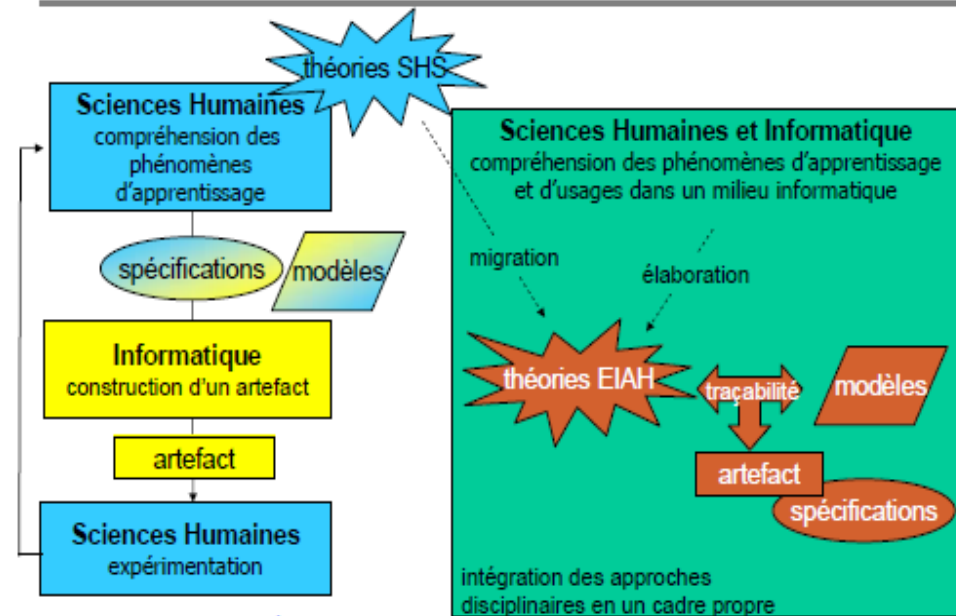 théories SHS
Sciences Humaines
compréhension des
phénomènes
d'apprentissage
spécifications
modèles
Informatique
construction d'un artefact
artefact
Sciences Humaines
expérimentation
Sciences Humaines et Informatique
compréhension des phénomènes d'apprentissage
et d'usages dans un milieu informatique
migration
élaboration
théories EIAH
traçabilité
modèles
artefact
spécifications
intégration des approches
disciplinaires en un cadre propre